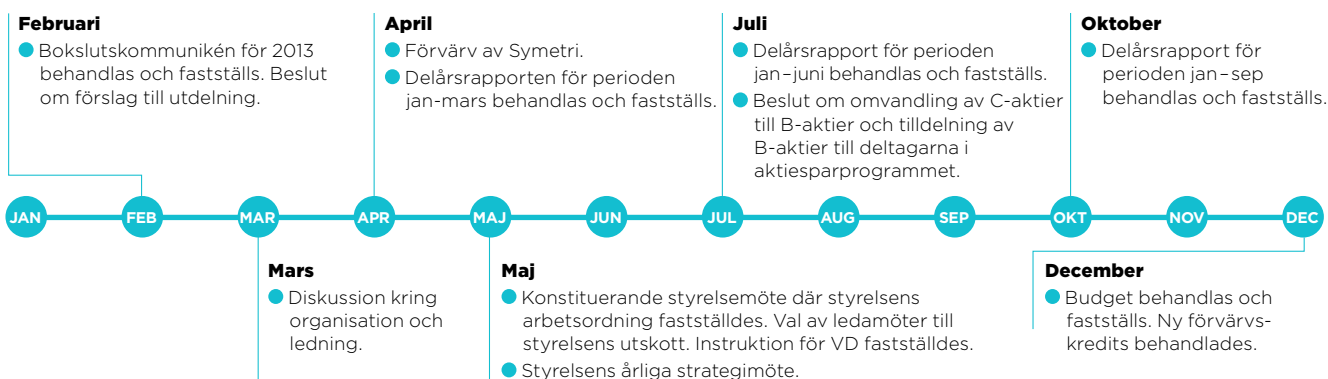 Februari
● Bokslutskommunikén för 2013
behandlas och fastställs. Beslut
om förslag till utdelning.
April
● Förvärv av Symetri.
● Delårsrapporten för perioden
jan-mars behandlas och fastställs.
Juli
● Delårsrapport för perioden
jan–juni behandlas och fastställs.
● Beslut om omvandling av C-aktier
till B-aktier och tilldelning av
B-aktier till deltagarna i
aktiesparprogrammet.
Oktober
● Delårsrapport för
perioden jan–sep
behandlas och fastställs.
JAN FEB MAR APR MAJ JUN JUL AUG SEP OKT NOV DEC
Mars
● Diskussion kring
organisation och
ledning.
Maj
● Konstituerande styrelsemöte där styrelsens
arbetsordning fastställdes. Val av ledamöter till
styrelsens utskott. Instruktion för VD fastställdes.
● Styrelsens årliga strategimöte.
December
● Budget behandlas och
fastställs. Ny förvärvs-
kredits behandlades.